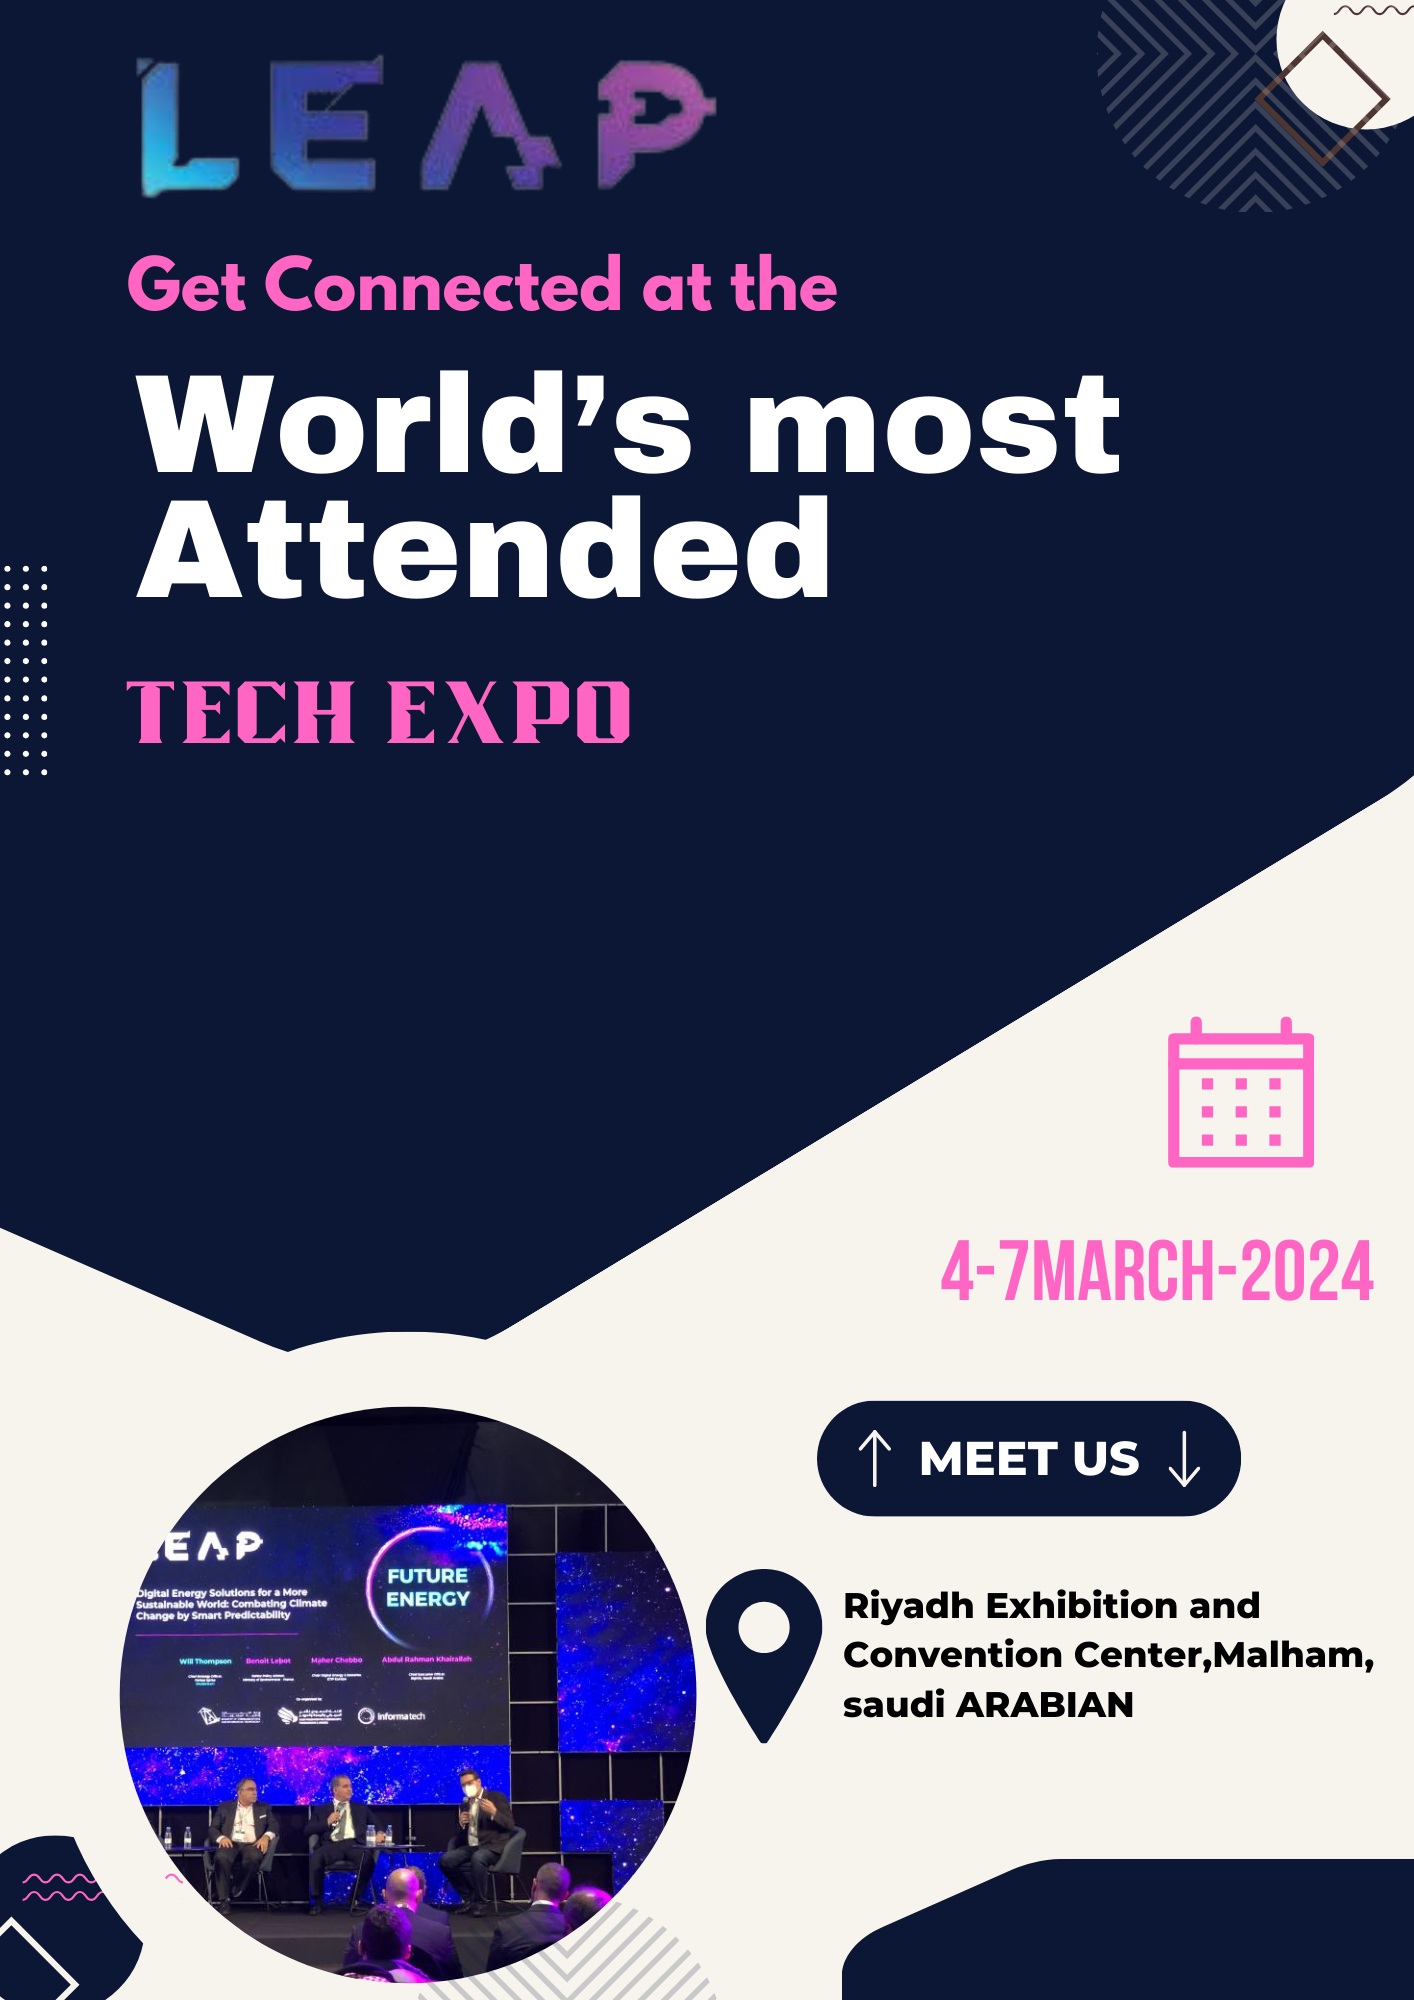 LEAP
Get Connected at the
World’s most
Attended
TECH EXPO
4-7MARCH-2024
MEET US
Riyadh Exhibition and
Convention Center,Malham,
saudi ARABIAN
LEAP
FUTURE
ENERGY
Digital Energy Solutions for a More
Sustainable World: Combating Climate
Change by Smart Predictability
Will Thompson Benoit Lebot Maher Chebbo Abdul Rahman Khairallah
informatech